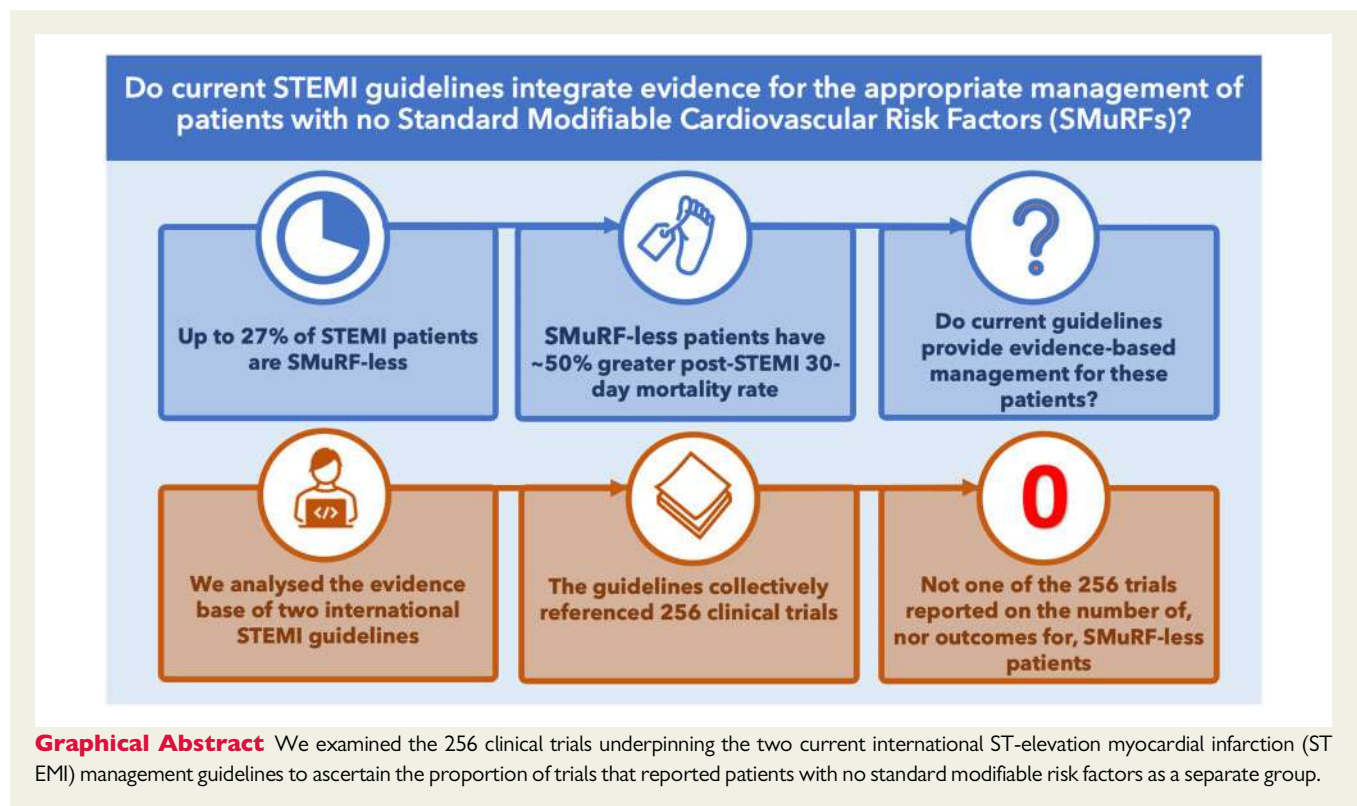 Do current STEMI guidelines integrate evidence for the appropriate management of
patients with no Standard Modifiable Cardiovascular Risk Factors (SMuRFs)?
Up to 27% of STEMI patients
are SMuRF-less
SMuRF-less patients have
~50% greater post-STEMI 30-
day mortality rate
?
Do current guidelines
provide evidence-based
management for these
patients?
</>
We analysed the evidence
base of two international
STEMI guidelines
The guidelines collectively
referenced 256 clinical trials
0
Not one of the 256 trials
reported on the number of,
nor outcomes for, SMuRF-less
patients
Graphical Abstract We examined the 256 clinical trials underpinning the two current international ST-elevation myocardial infarction (ST
EMI) management guidelines to ascertain the proportion of trials that reported patients with no standard modifiable risk factors as a separate group.